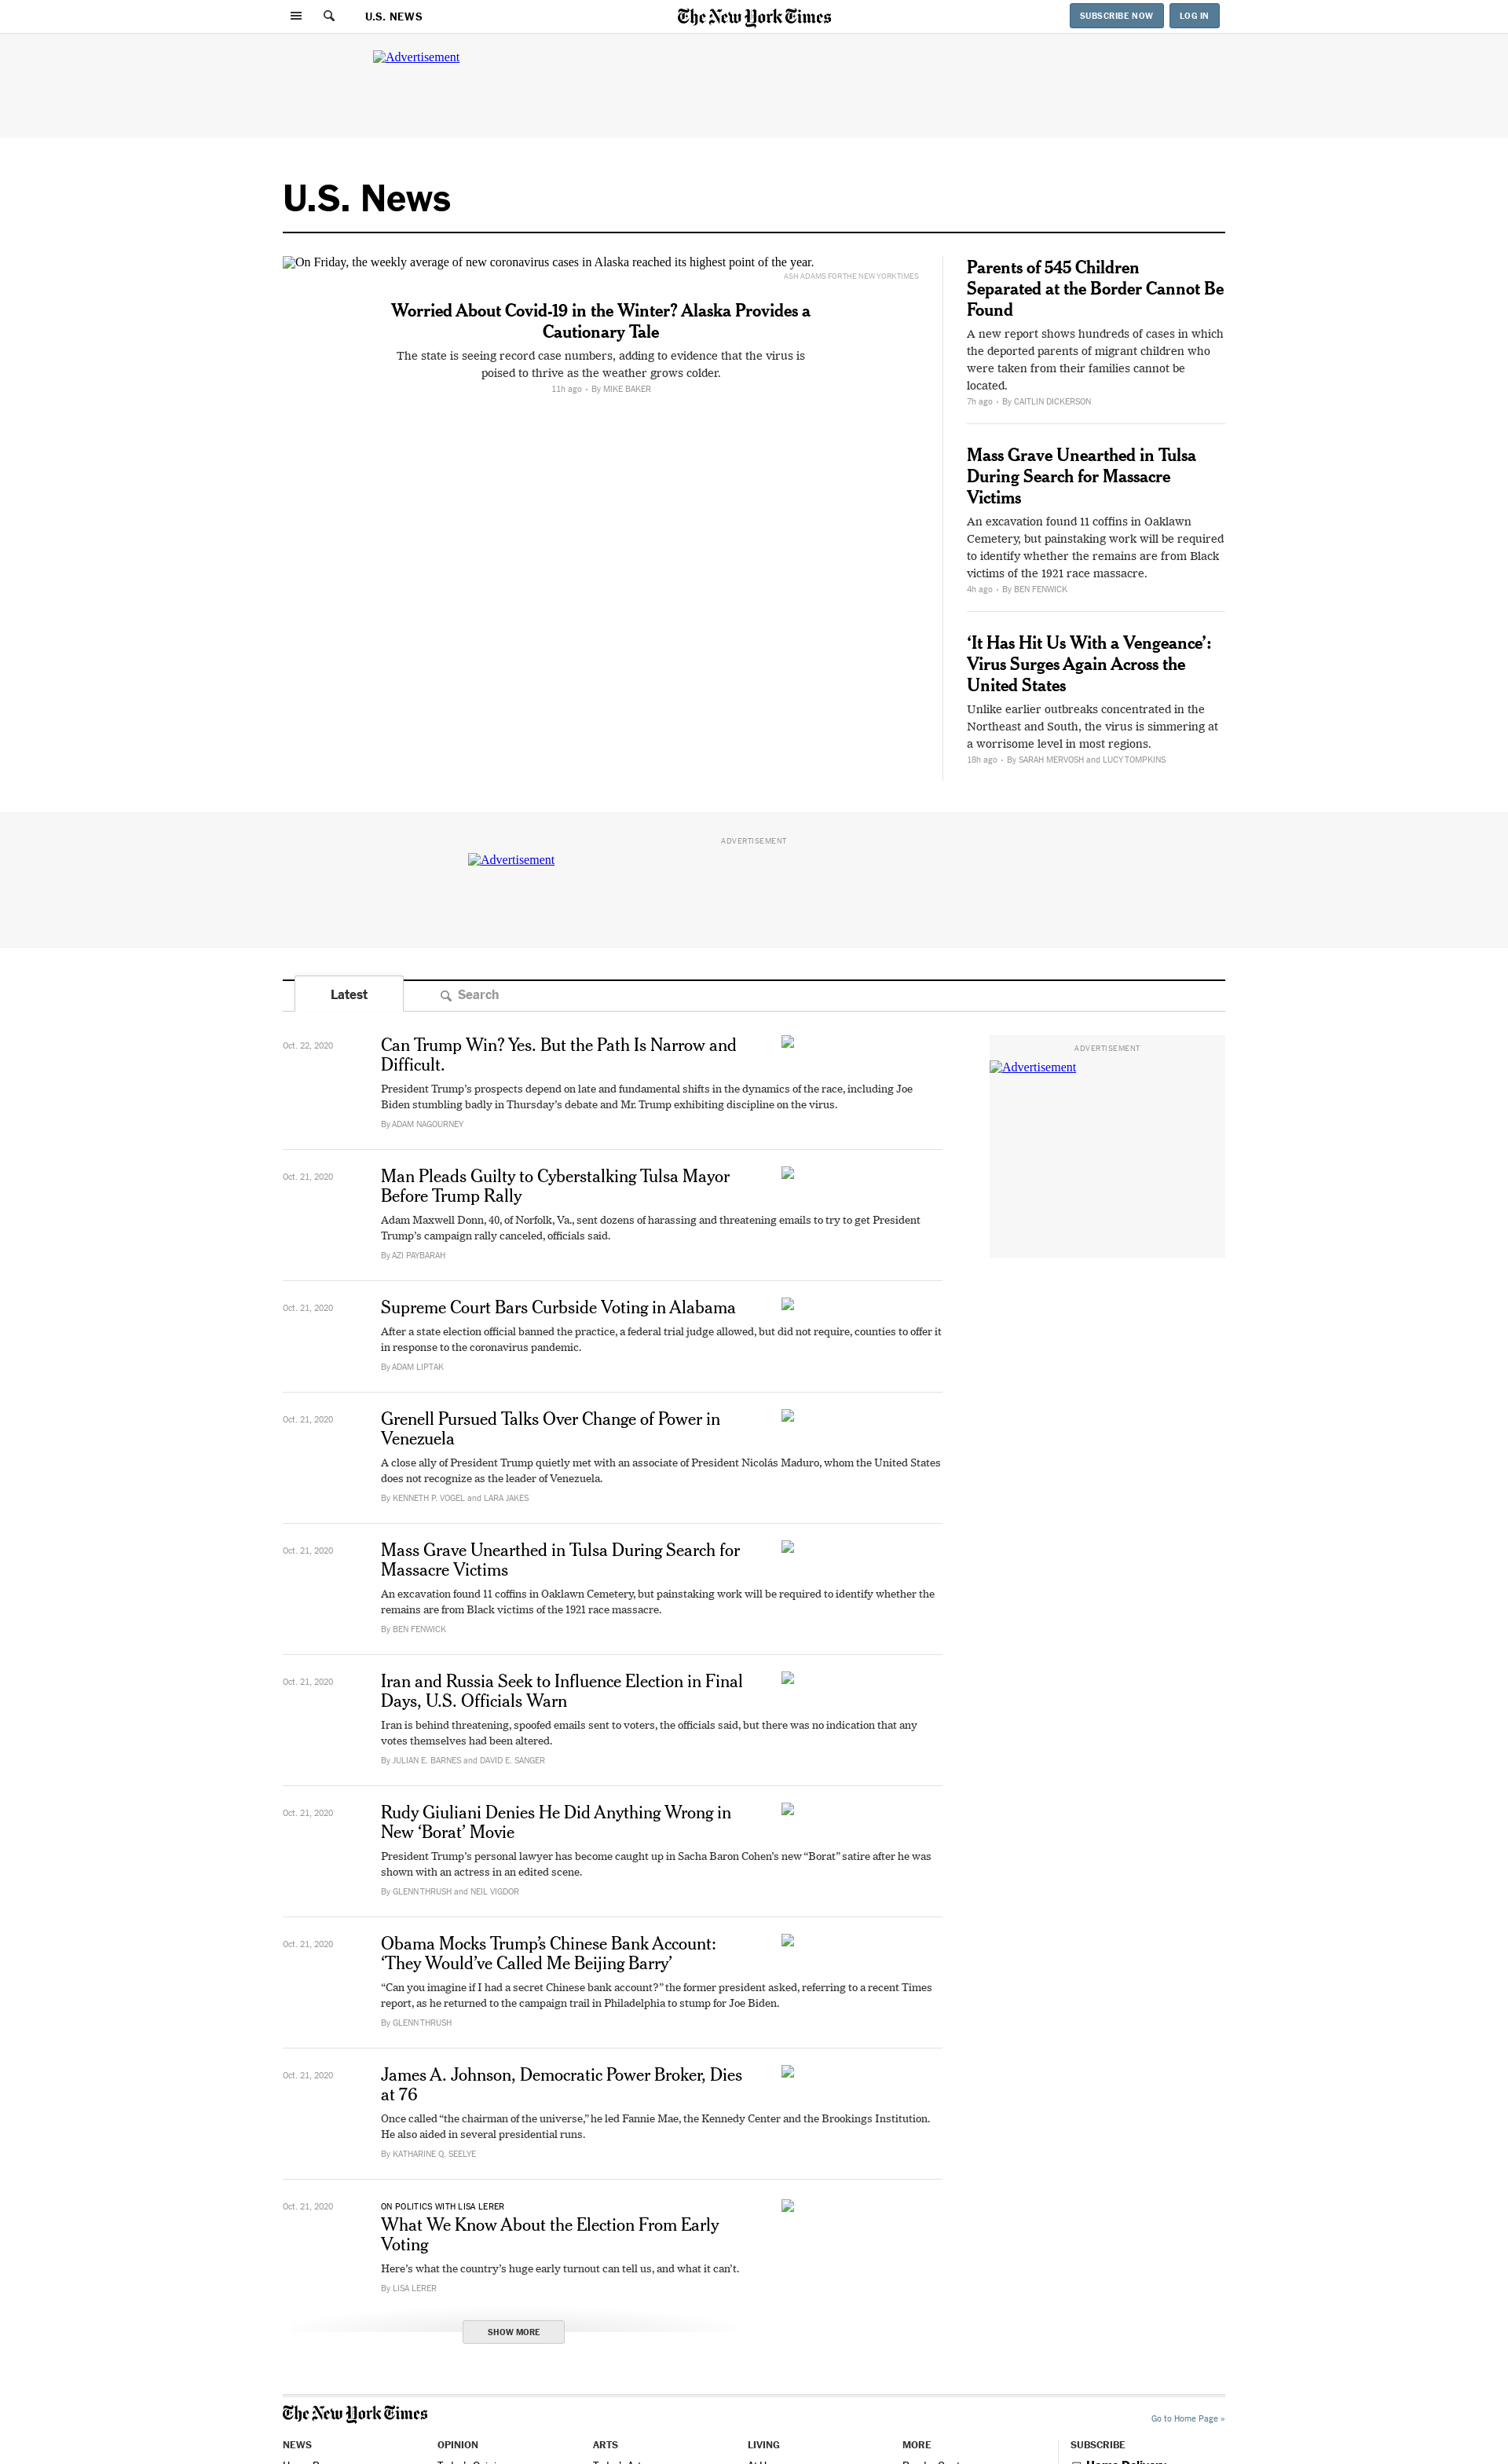 U.S. NEWS
The New York Times
SUBSCRIBE NOW
LOG IN
Advertisement
U.S. News
On Friday, the weekly average of new coronavirus cases in Alaska reached its highest point of the year.
ASH ADAMS FOR THE NEW YORK TIMES
Worried About Covid-19 in the Winter? Alaska Provides a
Cautionary Tale
The state is seeing record case numbers, adding to evidence that the virus is
poised to thrive as the weather grows colder.
11h ago • By MIKE BAKER
Parents of 545 Children
Separated at the Border Cannot Be
Found
A new report shows hundreds of cases in which
the deported parents of migrant children who
were taken from their families cannot be
located.
7h ago • By CAITLIN DICKERSON
Mass Grave Unearthed in Tulsa
During Search for Massacre
Victims
An excavation found 11 coffins in Oaklawn
Cemetery, but painstaking work will be required
to identify whether the remains are from Black
victims of the 1921 race massacre.
4h ago • By BEN FENWICK
‘It Has Hit Us With a Vengeance’:
Virus Surges Again Across the
United States
Unlike earlier outbreaks concentrated in the
Northeast and South, the virus is simmering at
a worrisome level in most regions.
18h ago • By SARAH MERVOSH and LUCY TOMPKINS
ADVERTISEMENT
Advertisement
Latest
Search
Oct. 22, 2020
Can Trump Win? Yes. But the Path Is Narrow and
Difficult.
President Trump’s prospects depend on late and fundamental shifts in the dynamics of the race, including Joe
Biden stumbling badly in Thursday’s debate and Mr. Trump exhibiting discipline on the virus.
By ADAM NAGOURNEY
ADVERTISEMENT
Advertisement
Oct. 21, 2020
Man Pleads Guilty to Cyberstalking Tulsa Mayor
Before Trump Rally
Adam Maxwell Donn, 40, of Norfolk, Va., sent dozens of harassing and threatening emails to try to get President
Trump’s campaign rally canceled, officials said.
By AZI PAYBARAH
Oct. 21, 2020
Supreme Court Bars Curbside Voting in Alabama
After a state election official banned the practice, a federal trial judge allowed, but did not require, counties to offer it
in response to the coronavirus pandemic.
By ADAM LIPTAK
Oct. 21, 2020
Grenell Pursued Talks Over Change of Power in
Venezuela
A close ally of President Trump quietly met with an associate of President Nicolás Maduro, whom the United States
does not recognize as the leader of Venezuela.
By KENNETH P. VOGEL and LARA JAKES
Oct. 21, 2020
Mass Grave Unearthed in Tulsa During Search for
Massacre Victims
An excavation found 11 coffins in Oaklawn Cemetery, but painstaking work will be required to identify whether the
remains are from Black victims of the 1921 race massacre.
By BEN FENWICK
Oct. 21, 2020
Iran and Russia Seek to Influence Election in Final
Days, U.S. Officials Warn
Iran is behind threatening, spoofed emails sent to voters, the officials said, but there was no indication that any
votes themselves had been altered.
By JULIAN E. BARNES and DAVID E. SANGER
Oct. 21, 2020
Rudy Giuliani Denies He Did Anything Wrong in
New ‘Borat’ Movie
President Trump’s personal lawyer has become caught up in Sacha Baron Cohen’s new “Borat” satire after he was
shown with an actress in an edited scene.
By GLENN THRUSH and NEIL VIGDOR
Oct. 21, 2020
Obama Mocks Trump’s Chinese Bank Account:
‘They Would’ve Called Me Beijing Barry’
“Can you imagine if I had a secret Chinese bank account?” the former president asked, referring to a recent Times
report, as he returned to the campaign trail in Philadelphia to stump for Joe Biden.
By GLENN THRUSH
Oct. 21, 2020
James A. Johnson, Democratic Power Broker, Dies
at 76
Once called “the chairman of the universe,” he led Fannie Mae, the Kennedy Center and the Brookings Institution.
He also aided in several presidential runs.
By KATHARINE Q. SEELYE
Oct. 21, 2020
ON POLITICS WITH LISA LERER
What We Know About the Election From Early
Voting
Here’s what the country’s huge early turnout can tell us, and what it can’t.
By LISA LERER
SHOW MORE
The New York Times
Go to Home Page »
NEWS
OPINION
ARTS
LIVING
MORE
SUBSCRIBE